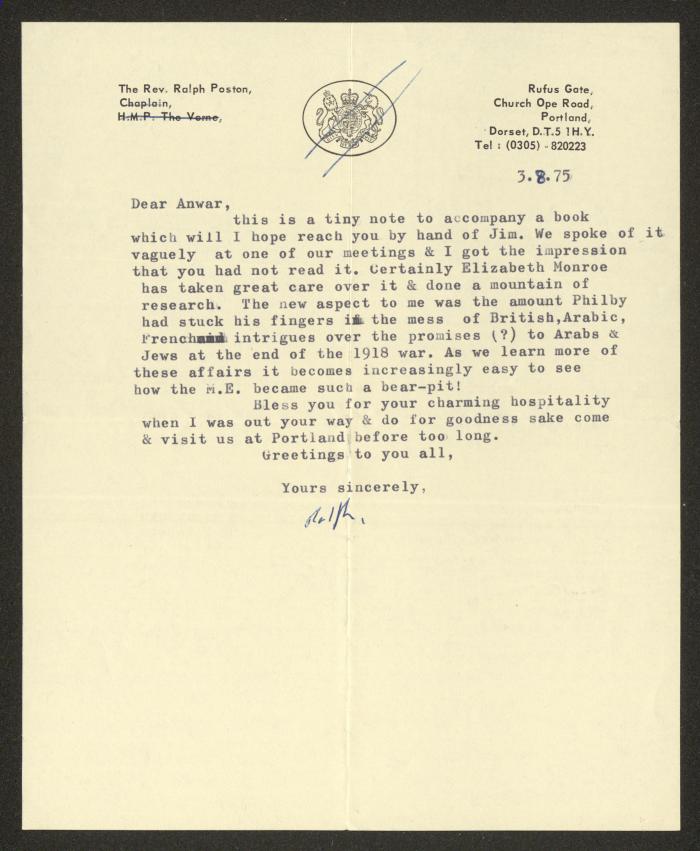 The Rev. Ralph Poston,
Chaplain,
H.M.P. The Verne,
Rufus Gate,
Church Ope Road,
Portland,
Dorset, D.T.5 1H.Y.
Tel : (0305) - 820223
3.8.75
Dear Anwar,
this is a tiny note to accompany a book
which will I hope reach you by hand of Jim. We spoke of it
vaguely at one of our meetings & I got the impression
that you had not read it. Certainly Elizabeth Monroe
has taken great care over it & done a mountain of
research. The new aspect to me was the amount Philby
had stuck his fingers in the mess of British,Arabic,
French intrigues over the promises (?) to Arabs &
Jews at the end of the 1918 war. As we learn more of
these affairs it becomes increasingly easy to see
how the M.E. became such a bear-pit!
Bless you for your charming hospitality
when I was out your way & do for goodness sake come
& visit us at Portland before too long.
Greetings to you all,
Yours sincerely,
Ralph.